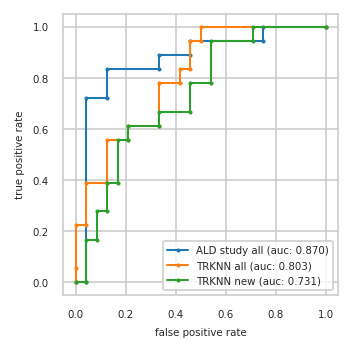 1.0
0.8
0.6
0.4
0.2
0.0
true positive rate
ALD study all (auc: 0.870)
TRKNN all (auc: 0.803)
TRKNN new (auc: 0.731)
0.0 0.2 0.4 0.6 0.8 1.0
false positive rate